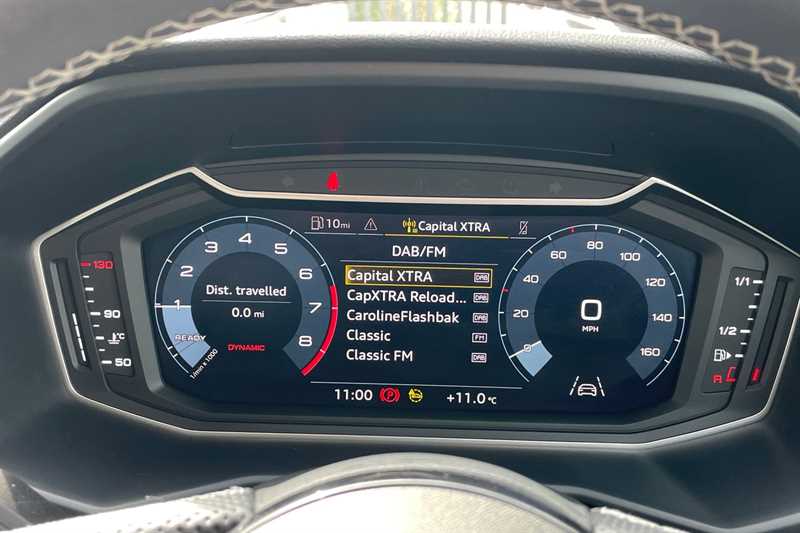 10 mi
Capital XTRA
DAB/FM
Capital XTRA DAB
CapXTRA Reload... DAB
CarolineFlashbak DAB
Classic FM
Classic FM DAB
11:00 P +11.0°C
130
90
°C
50
1
2
3
4
5
6
7
8
READY
1/min x 1000
Dist. travelled
0.0 mi
DYNAMIC
0
20
40
60
80
100
120
140
160
0
MPH
1/1
1/2
R